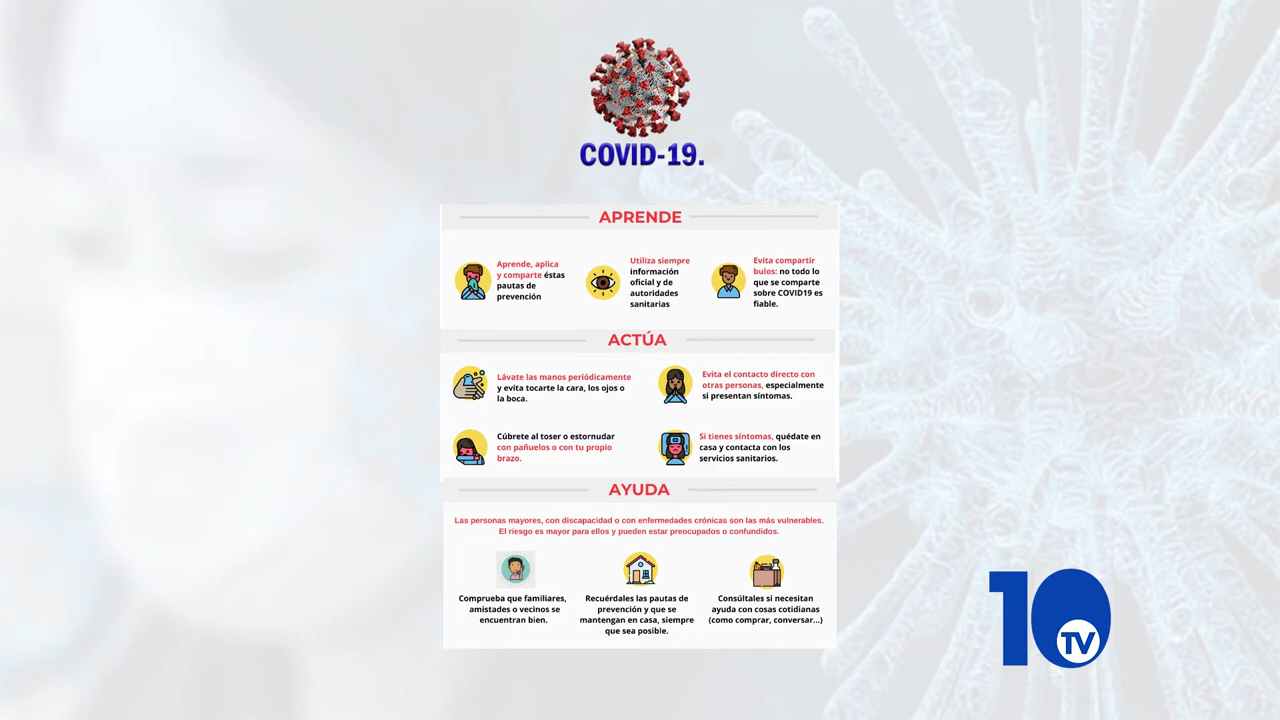 COVID-19.
APRENDE
Aprende, aplica
y comparte éstas
pautas de
prevención
Utiliza siempre
información
oficial y de
autoridades
sanitarias
Evita compartir
bulos: no todo lo
que se comparte
sobre COVID19 es
fiable.
ACTÚA
Lávate las manos periódicamente
y evita tocarte la cara, los ojos o
la boca.
Evita el contacto directo con
otras personas, especialmente
si presentan síntomas.
Cúbrete al toser o estornudar
con pañuelos o con tu propio
brazo.
Si tienes síntomas, quédate en
casa y contacta con los
servicios sanitarios.
AYUDA
Las personas mayores, con discapacidad o con enfermedades crónicas son las más vulnerables.
El riesgo es mayor para ellos y pueden estar preocupados o confundidos.
Comprueba que familiares,
amistades o vecinos se
encuentran bien.
Recuérdales las pautas de
prevención y que se
mantengan en casa, siempre
que sea posible.
Consúltales si necesitan
ayuda con cosas cotidianas
(como comprar, conversar...)
10
TV